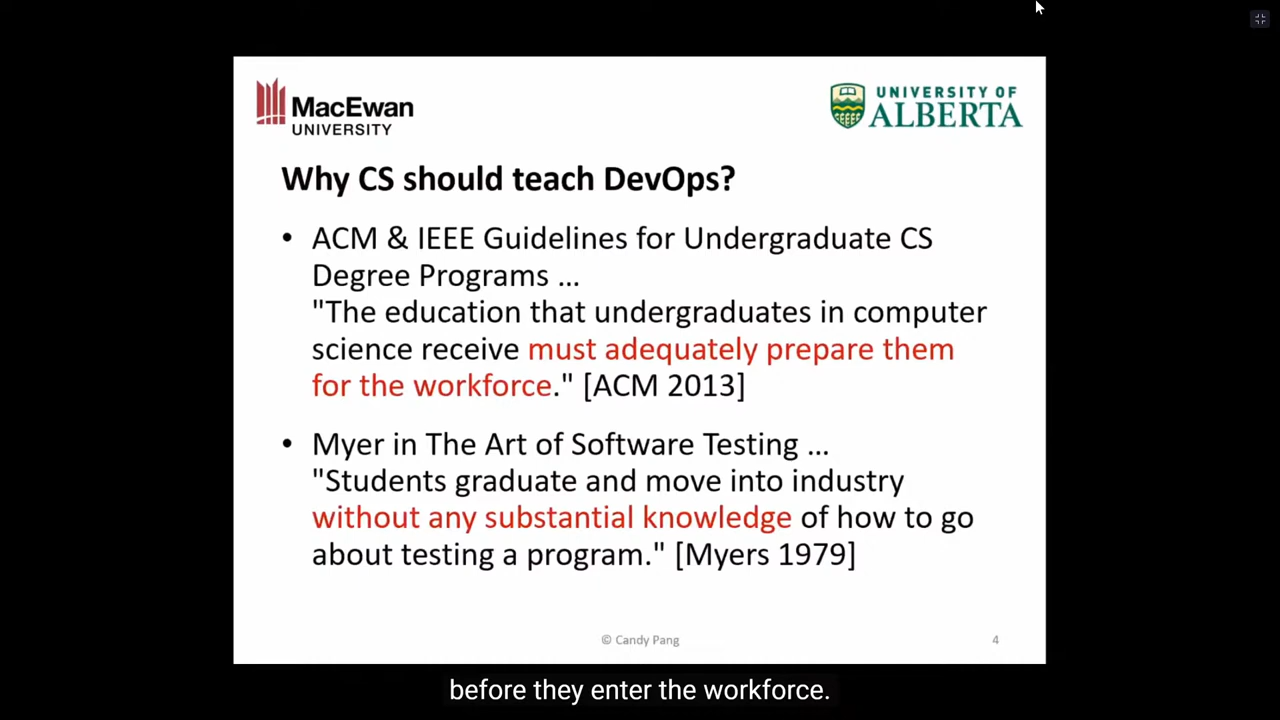 MacEwan
UNIVERSITY
UNIVERSITY OF
ALBERTA
Why CS should teach DevOps?
• ACM & IEEE Guidelines for Undergraduate CS
Degree Programs ...
"The education that undergraduates in computer
science receive must adequately prepare them
for the workforce." [ACM 2013]
• Myer in The Art of Software Testing ...
"Students graduate and move into industry
without any substantial knowledge of how to go
about testing a program." [Myers 1979]
© Candy Pang
4
before they enter the workforce.